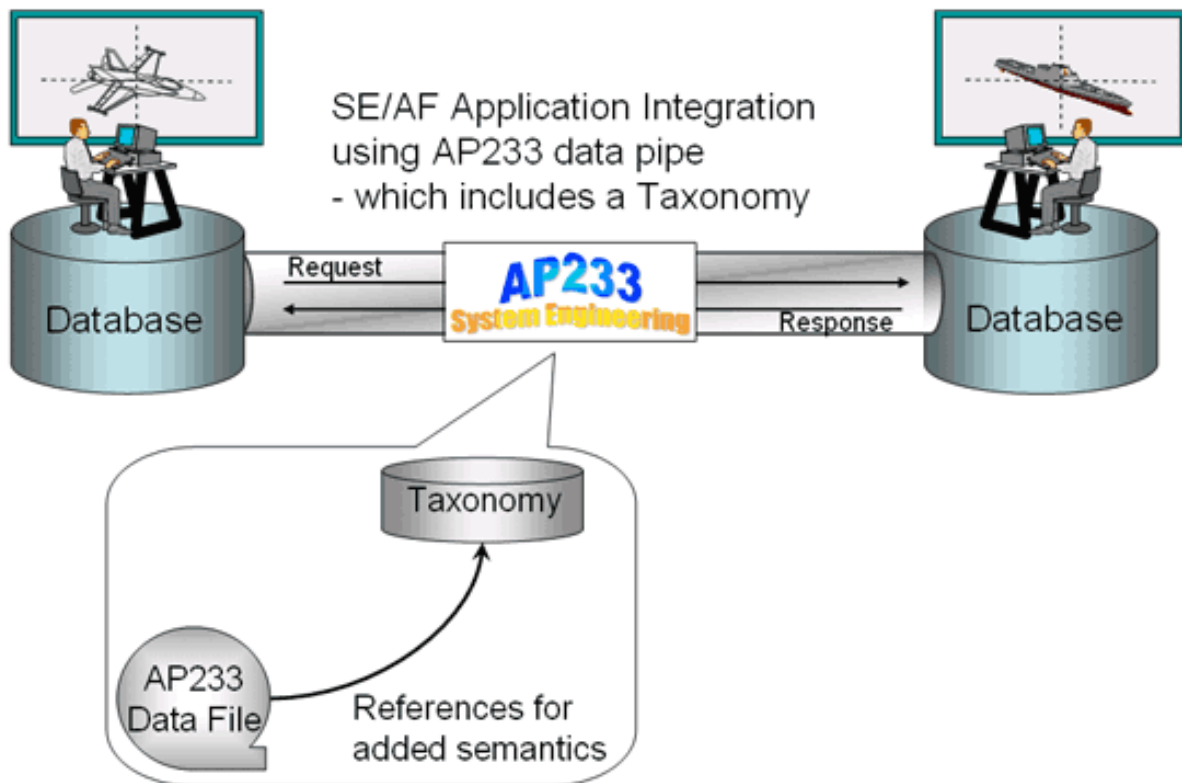 SE/AF Application Integration
using AP233 data pipe
- which includes a Taxonomy
Database
Request
AP233
System Engineering
Response
Database
Taxonomy
AP233
Data File
References for
added semantics